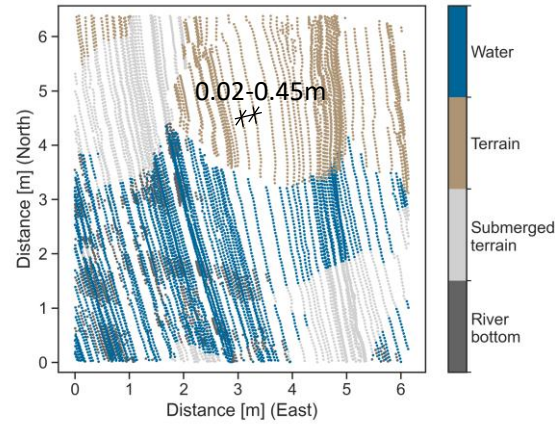 6
5
4
3
2
1
0
Distance [m] (North)
0.02-0.45m
0 1 2 3 4 5 6
Distance [m] (East)
Water
Terrain
Submerged
terrain
River
bottom